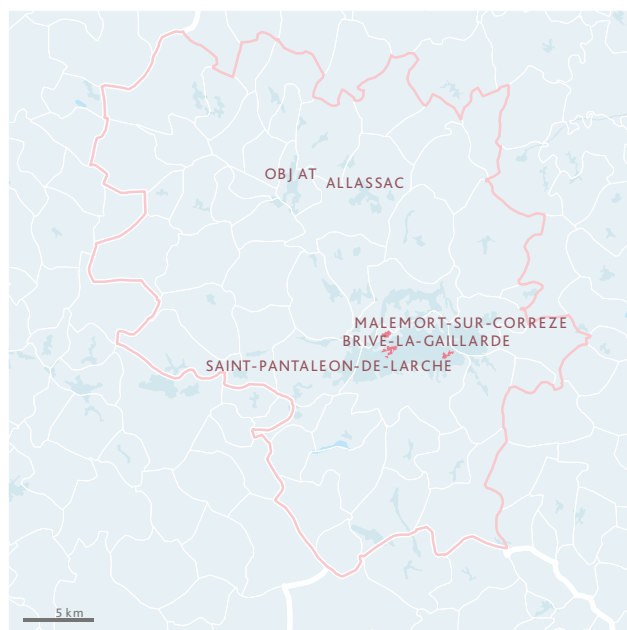 OBJAT
ALLASSAC
MALEMORT-SUR-CORREZE
BRIVE-LA-GAILLARDE
SAINT-PANTALEON-DE-LARCHE
5 km